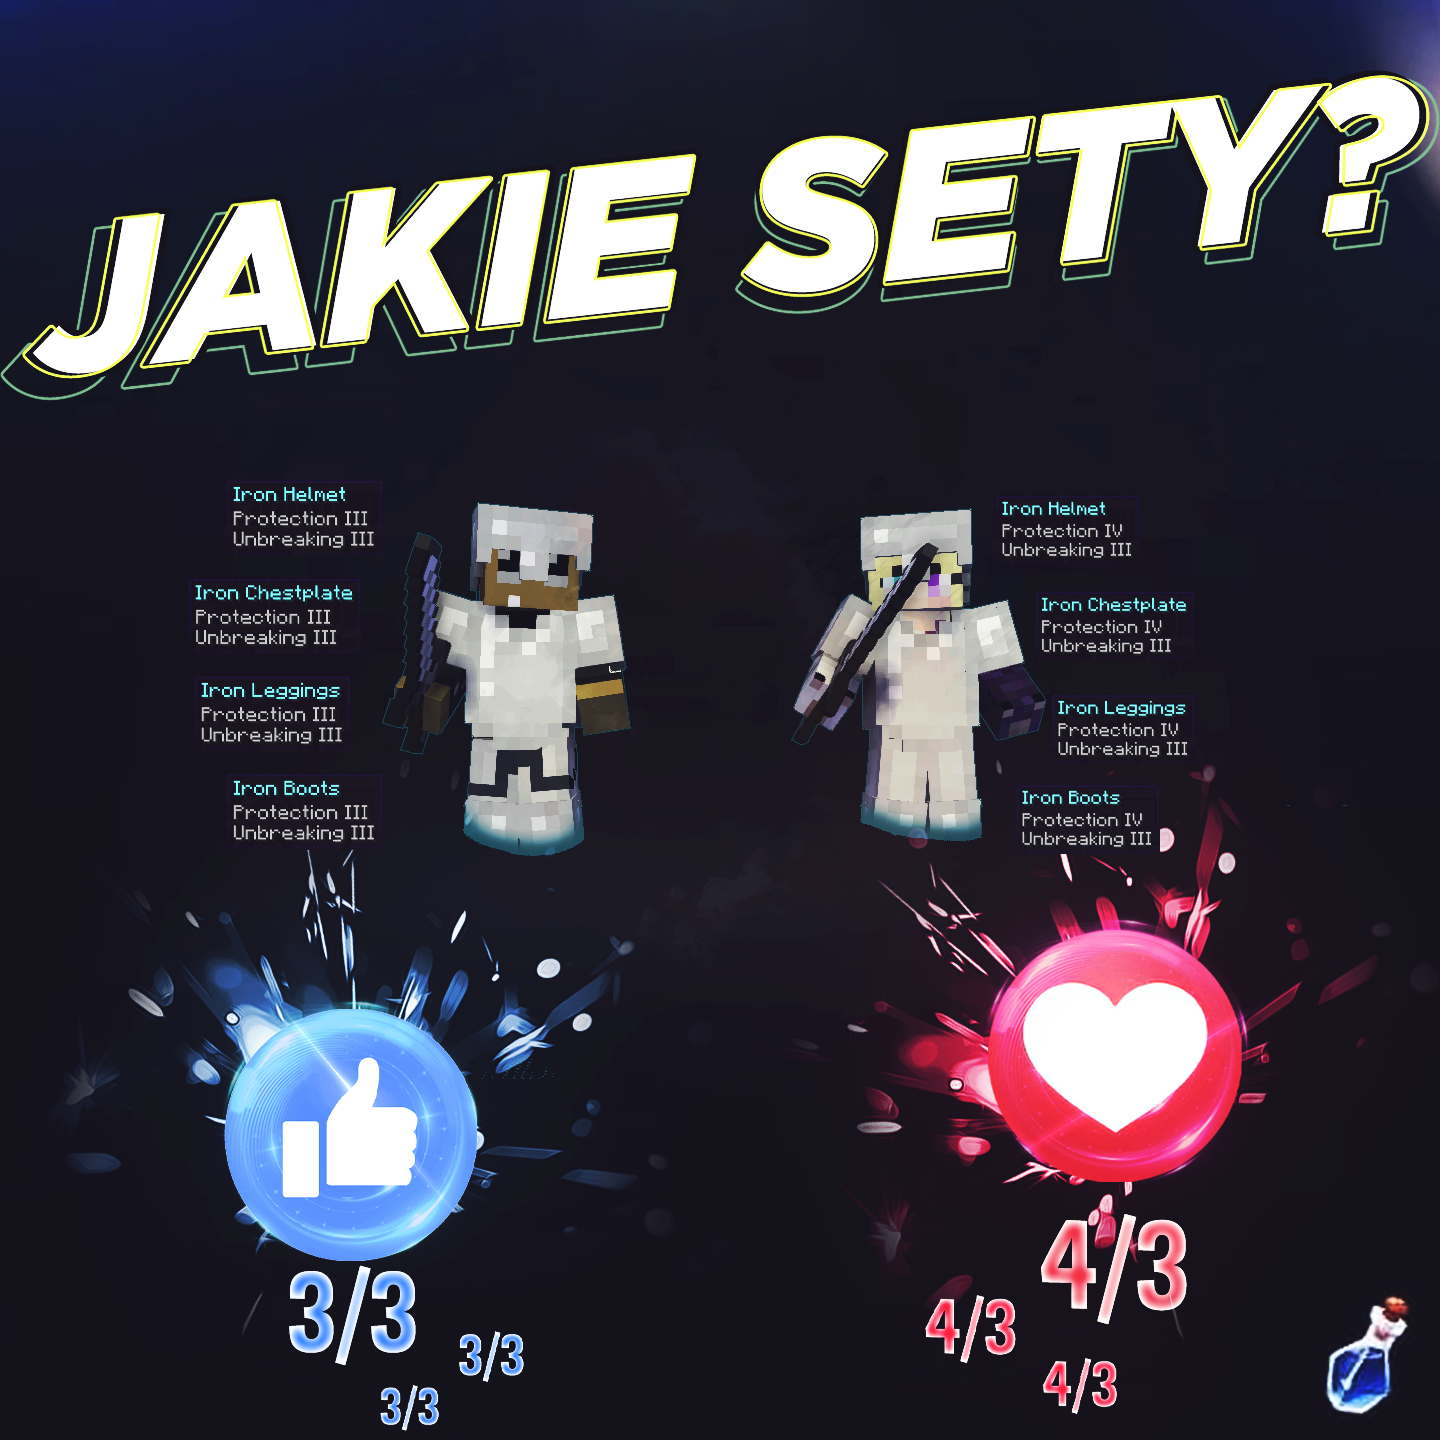 JAKIE SETY?
Iron Helmet
Protection III
Unbreaking III
Iron Chestplate
Protection III
Unbreaking III
Iron Leggings
Protection III
Unbreaking III
Iron Boots
Protection III
Unbreaking III
Iron Helmet
Protection IV
Unbreaking III
Iron Chestplate
Protection IV
Unbreaking III
Iron Leggings
Protection IV
Unbreaking III
Iron Boots
Protection IV
Unbreaking III
3/3
3/3
3/3
4/3
4/3
4/3